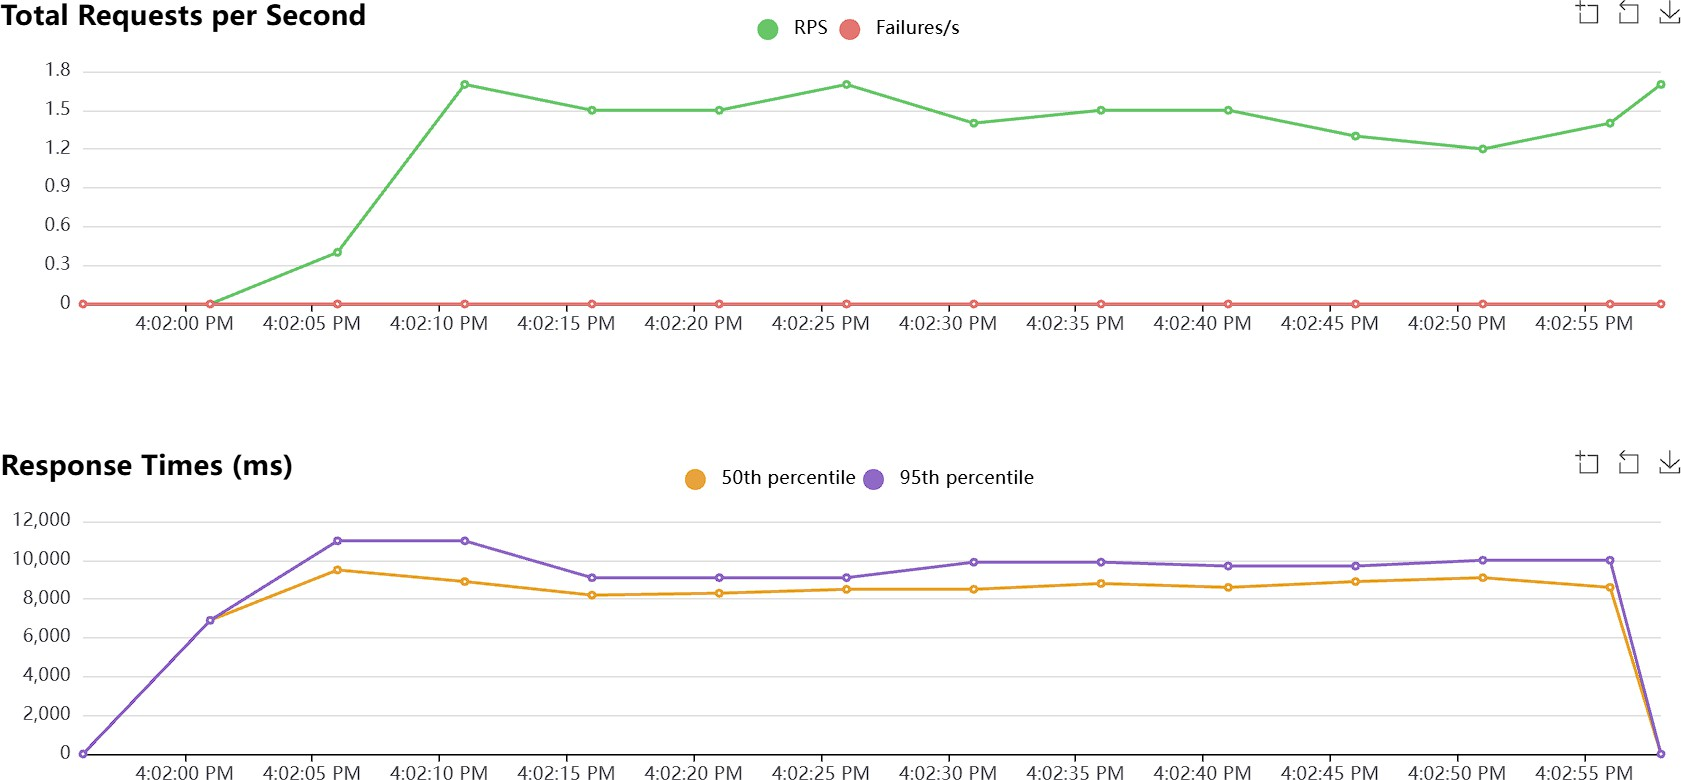 Total Requests per Second
RPS Failures/s
1.8
1.5
1.2
0.9
0.6
0.3
0
4:02:00 PM 4:02:05 PM 4:02:10 PM 4:02:15 PM 4:02:20 PM 4:02:25 PM 4:02:30 PM 4:02:35 PM 4:02:40 PM 4:02:45 PM 4:02:50 PM 4:02:55 PM
Response Times (ms)
50th percentile 95th percentile
12,000
10,000
8,000
6,000
4,000
2,000
0
4:02:00 PM 4:02:05 PM 4:02:10 PM 4:02:15 PM 4:02:20 PM 4:02:25 PM 4:02:30 PM 4:02:35 PM 4:02:40 PM 4:02:45 PM 4:02:50 PM 4:02:55 PM